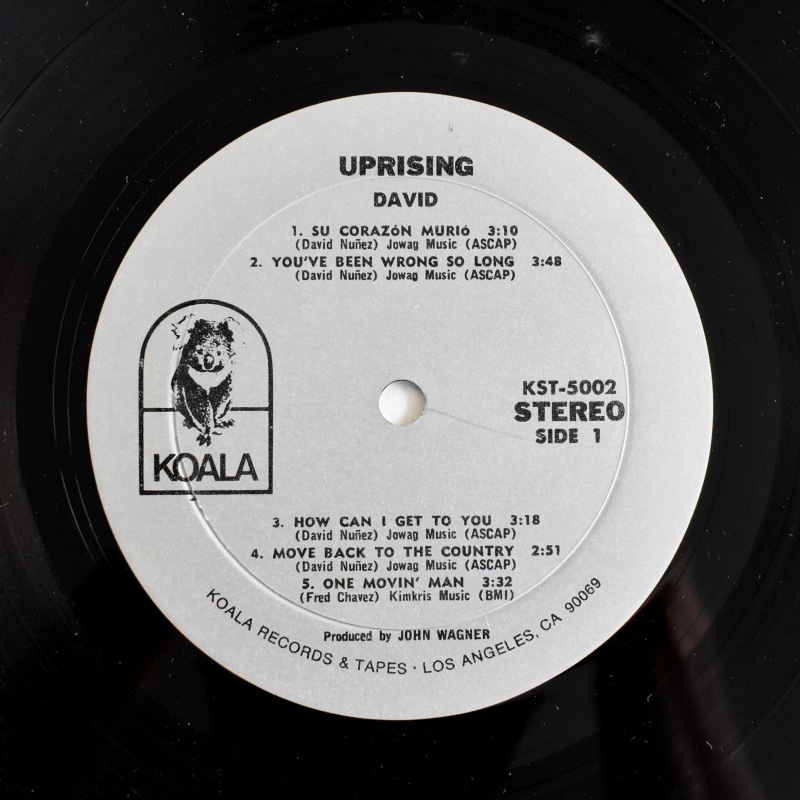 UPRISING
DAVID
1. SU CORAZóN MURIó 3:10
(David Nuñez) Jowag Music (ASCAP)
2. YOU'VE BEEN WRONG SO LONG 3:48
(David Nuñez) Jowag Music (ASCAP)
KOALA
KST-5002
STEREO
SIDE 1
3. HOW CAN I GET TO YOU 3:18
(David Nuñez) Jowag Music (ASCAP)
4. MOVE BACK TO THE COUNTRY 2:51
(David Nuñez) Jowag Music (ASCAP)
5. ONE MOVIN' MAN 3:32
(Fred Chavez) Kimkris Music (BMI)
Produced by JOHN WAGNER
KOALA RECORDS & TAPES · LOS ANGELES, CA 90069